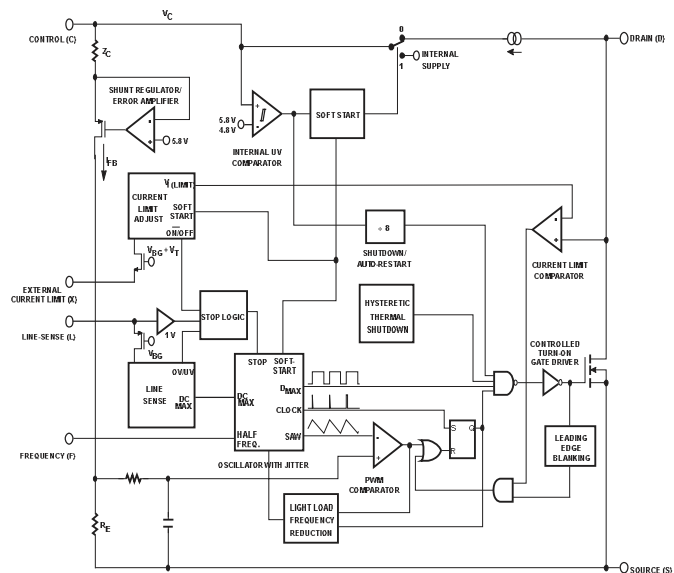 V_C
0
CONTROL (C)
DRAIN (D)
Z_C
INTERNAL
SUPPLY
1
SHUNT REGULATOR/
ERROR AMPLIFIER
+
-
5.8 V
4.8 V
SOFT START
-
+
5.8 V
INTERNAL UV
COMPARATOR
I_FB
V_I (LIMIT)
CURRENT
LIMIT
ADJUST
SOFT
START
ON/OFF
÷ 8
-
+
V_BG + V_T
SHUTDOWN/
AUTO-RESTART
CURRENT LIMIT
COMPARATOR
EXTERNAL
CURRENT LIMIT (X)
HYSTERETIC
THERMAL
SHUTDOWN
STOP LOGIC
LINE-SENSE (L)
1 V
CONTROLLED
TURN-ON
GATE DRIVER
V_BG
STOP
SOFT-
START
OV/UV
LINE
SENSE
DC
MAX
DC
MAX
D_MAX
CLOCK
S
Q
HALF
FREQ.
SAW
-
+
R
LEADING
EDGE
BLANKING
FREQUENCY (F)
OSCILLATOR WITH JITTER
PWM
COMPARATOR
LIGHT LOAD
FREQUENCY
REDUCTION
R_E
SOURCE (S)